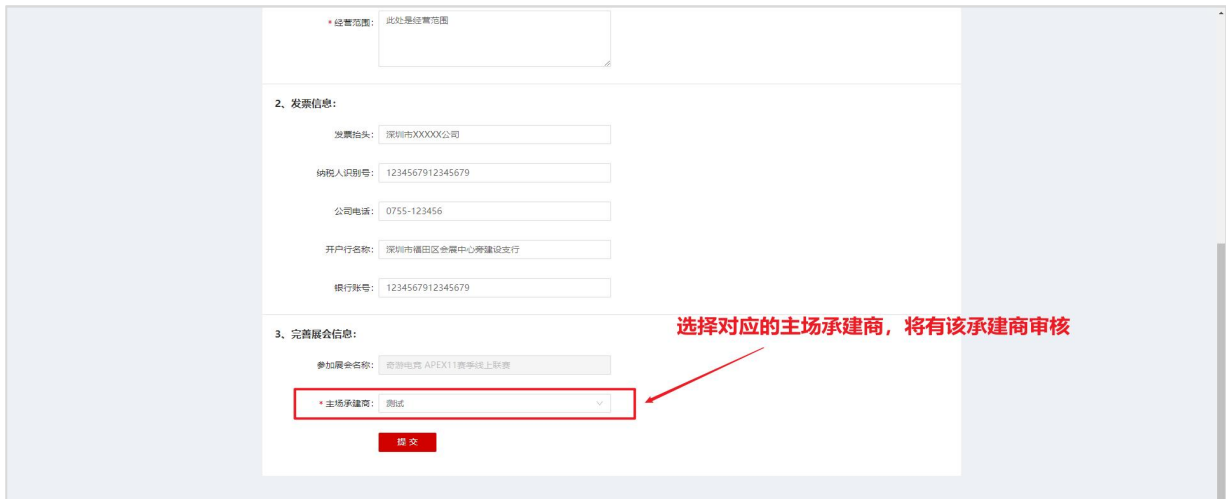 * 经营范围: 此处是经营范围
2、发票信息:
发票抬头: 深圳市XXXXX公司
纳税人识别号: 1234567912345679
公司电话: 0755-123456
开户行名称: 深圳市福田区会展中心旁建设支行
银行账号: 1234567912345679
选择对应的主场承建商，将有该承建商审核
3、完善展会信息:
参加展会名称: 奇游电竞 APEX11赛季线上联赛
* 主场承建商: 测试
提 交